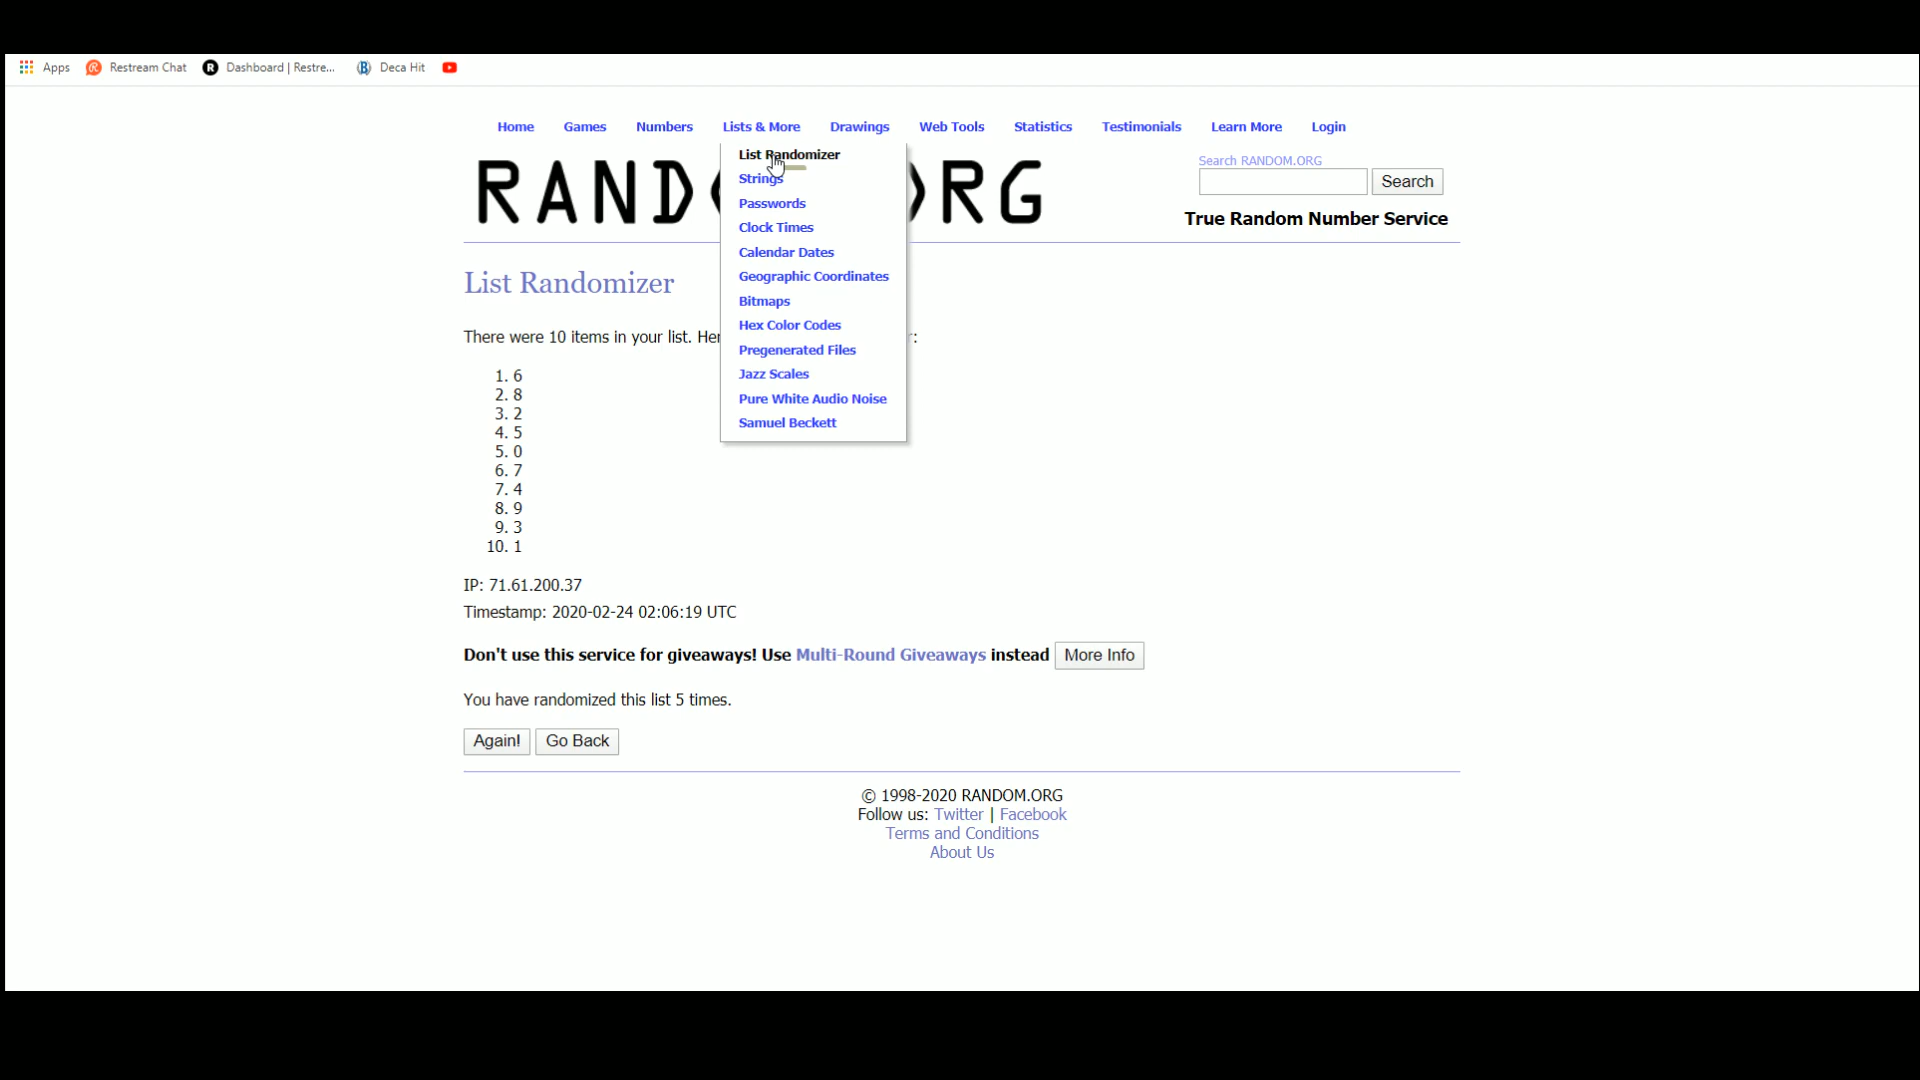 Apps Restream Chat Dashboard | Restre... Deca Hit
Home Games Numbers Lists & More Drawings Web Tools Statistics Testimonials Learn More Login
List Randomizer
Strings
Passwords
Clock Times
Calendar Dates
Geographic Coordinates
Bitmaps
Hex Color Codes
Pregenerated Files
Jazz Scales
Pure White Audio Noise
Samuel Beckett
RAND RG
Search RANDOM.ORG
Search
True Random Number Service
List Randomizer
There were 10 items in your list. r:
1. 6
2. 8
3. 2
4. 5
5. 0
6. 7
7. 4
8. 9
9. 3
10. 1
IP: 71.61.200.37
Timestamp: 2020-02-24 02:06:19 UTC
Don't use this service for giveaways! Use Multi-Round Giveaways instead More Info
You have randomized this list 5 times.
Again! Go Back
© 1998-2020 RANDOM.ORG
Follow us: Twitter | Facebook
Terms and Conditions
About Us